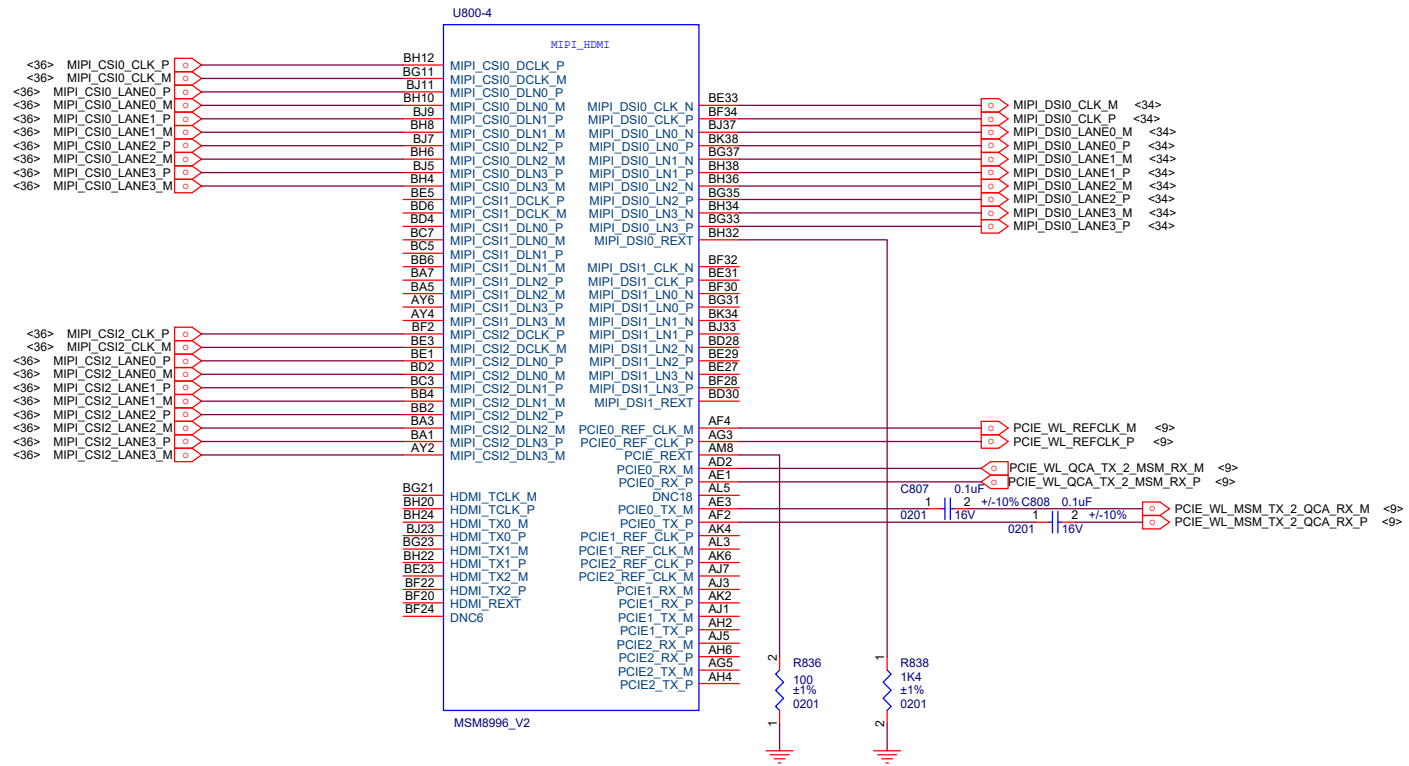 U800-4
MIPI_HDMI
<36> MIPI_CSI0_CLK_P BH12 MIPI_CSI0_DCLK_P
<36> MIPI_CSI0_CLK_M BG11 MIPI_CSI0_DCLK_M
<36> MIPI_CSI0_LANE0_P BJ11 MIPI_CSI0_DLN0_P
<36> MIPI_CSI0_LANE0_M BH10 MIPI_CSI0_DLN0_M
<36> MIPI_CSI0_LANE1_P BJ9 MIPI_CSI0_DLN1_P
<36> MIPI_CSI0_LANE1_M BH8 MIPI_CSI0_DLN1_M
<36> MIPI_CSI0_LANE2_P BJ7 MIPI_CSI0_DLN2_P
<36> MIPI_CSI0_LANE2_M BH6 MIPI_CSI0_DLN2_M
<36> MIPI_CSI0_LANE3_P BJ5 MIPI_CSI0_DLN3_P
<36> MIPI_CSI0_LANE3_M BH4 MIPI_CSI0_DLN3_M
BE5 MIPI_CSI1_DCLK_P
BD6 MIPI_CSI1_DCLK_M
BD4 MIPI_CSI1_DLN0_P
BC7 MIPI_CSI1_DLN0_M
BC5 MIPI_CSI1_DLN1_P
BB6 MIPI_CSI1_DLN1_M
BA7 MIPI_CSI1_DLN2_P
BA5 MIPI_CSI1_DLN2_M
AY6 MIPI_CSI1_DLN3_P
AY4 MIPI_CSI1_DLN3_M
<36> MIPI_CSI2_CLK_P BF2 MIPI_CSI2_DCLK_P
<36> MIPI_CSI2_CLK_M BE3 MIPI_CSI2_DCLK_M
<36> MIPI_CSI2_LANE0_P BE1 MIPI_CSI2_DLN0_P
<36> MIPI_CSI2_LANE0_M BD2 MIPI_CSI2_DLN0_M
<36> MIPI_CSI2_LANE1_P BC3 MIPI_CSI2_DLN1_P
<36> MIPI_CSI2_LANE1_M BB4 MIPI_CSI2_DLN1_M
<36> MIPI_CSI2_LANE2_P BB2 MIPI_CSI2_DLN2_P
<36> MIPI_CSI2_LANE2_M BA3 MIPI_CSI2_DLN2_M
<36> MIPI_CSI2_LANE3_P BA1 MIPI_CSI2_DLN3_P
<36> MIPI_CSI2_LANE3_M AY2 MIPI_CSI2_DLN3_M
BG21 HDMI_TCLK_M
BH20 HDMI_TCLK_P
BH24 HDMI_TX0_M
BJ23 HDMI_TX0_P
BG23 HDMI_TX1_M
BH22 HDMI_TX1_P
BE23 HDMI_TX2_M
BF22 HDMI_TX2_P
BF20 HDMI_REXT
BF24 DNC6
MIPI_DSI0_CLK_N BE33 MIPI_DSI0_CLK_M <34>
MIPI_DSI0_CLK_P BF34 MIPI_DSI0_CLK_P <34>
MIPI_DSI0_LN0_N BJ37 MIPI_DSI0_LANE0_M <34>
MIPI_DSI0_LN0_P BK38 MIPI_DSI0_LANE0_P <34>
MIPI_DSI0_LN1_N BG37 MIPI_DSI0_LANE1_M <34>
MIPI_DSI0_LN1_P BH38 MIPI_DSI0_LANE1_P <34>
MIPI_DSI0_LN2_N BH36 MIPI_DSI0_LANE2_M <34>
MIPI_DSI0_LN2_P BG35 MIPI_DSI0_LANE2_P <34>
MIPI_DSI0_LN3_N BH34 MIPI_DSI0_LANE3_M <34>
MIPI_DSI0_LN3_P BG33 MIPI_DSI0_LANE3_P <34>
MIPI_DSI0_REXT BH32
MIPI_DSI1_CLK_N BF32
MIPI_DSI1_CLK_P BE31
MIPI_DSI1_LN0_N BF30
MIPI_DSI1_LN0_P BG31
MIPI_DSI1_LN1_N BK34
MIPI_DSI1_LN1_P BJ33
MIPI_DSI1_LN2_N BD28
MIPI_DSI1_LN2_P BE29
MIPI_DSI1_LN3_N BE27
MIPI_DSI1_LN3_P BF28
MIPI_DSI1_REXT BD30
PCIE0_REF_CLK_M AF4 PCIE_WL_REFCLK_M <9>
PCIE0_REF_CLK_P AG3 PCIE_WL_REFCLK_P <9>
PCIE_REXT AM8
PCIE0_RX_M AD2 PCIE_WL_QCA_TX_2_MSM_RX_M <9>
PCIE0_RX_P AE1 PCIE_WL_QCA_TX_2_MSM_RX_P <9>
DNC18 AL5
C807 0.1uF
PCIE0_TX_M AE3 1 2 +/-10% C808 0.1uF PCIE_WL_MSM_TX_2_QCA_RX_M <9>
PCIE0_TX_P AF2 0201 16V 1 2 +/-10% PCIE_WL_MSM_TX_2_QCA_RX_P <9>
0201 16V
PCIE1_REF_CLK_P AK4
PCIE1_REF_CLK_M AL3
PCIE2_REF_CLK_P AK6
PCIE2_REF_CLK_M AJ7
PCIE1_RX_M AJ3
PCIE1_RX_P AK2
PCIE1_TX_M AJ1
PCIE1_TX_P AH2
PCIE2_RX_M AJ5
PCIE2_RX_P AH6
PCIE2_TX_M AG5
PCIE2_TX_P AH4
2 R836
100
±1%
0201
1
1 R838
1K4
±1%
0201
2
MSM8996_V2